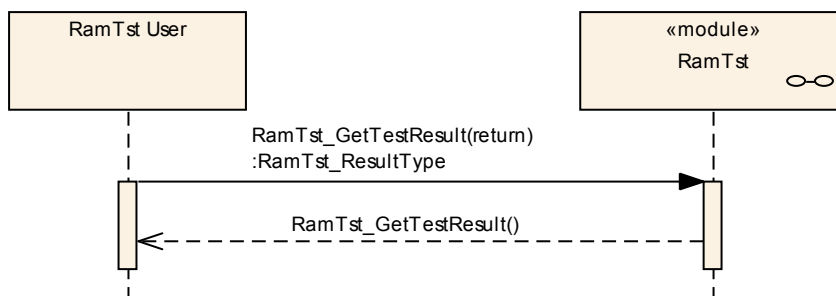 RamTst User
«module»
RamTst
RamTst_GetTestResult(return)
:RamTst_ResultType
RamTst_GetTestResult()